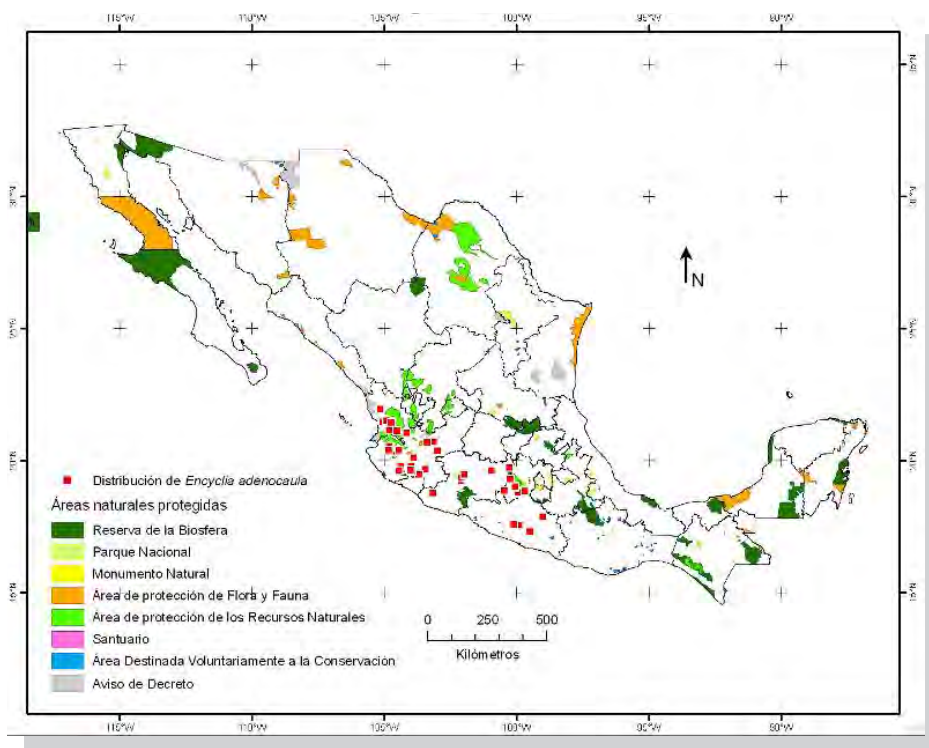 115°W 110°W 105°W 100°W 95°W 90°W
N
Distribución de Encyclia adenocaula
Áreas naturales protegidas
Reserva de la Biosfera
Parque Nacional
Monumento Natural
Área de protección de Flora y Fauna
Área de protección de los Recursos Naturales
Santuario
Área Destinada Voluntariamente a la Conservación
Aviso de Decreto
0 250 500
Kilómetros
115°W 110°W 105°W 100°W 95°W 90°W